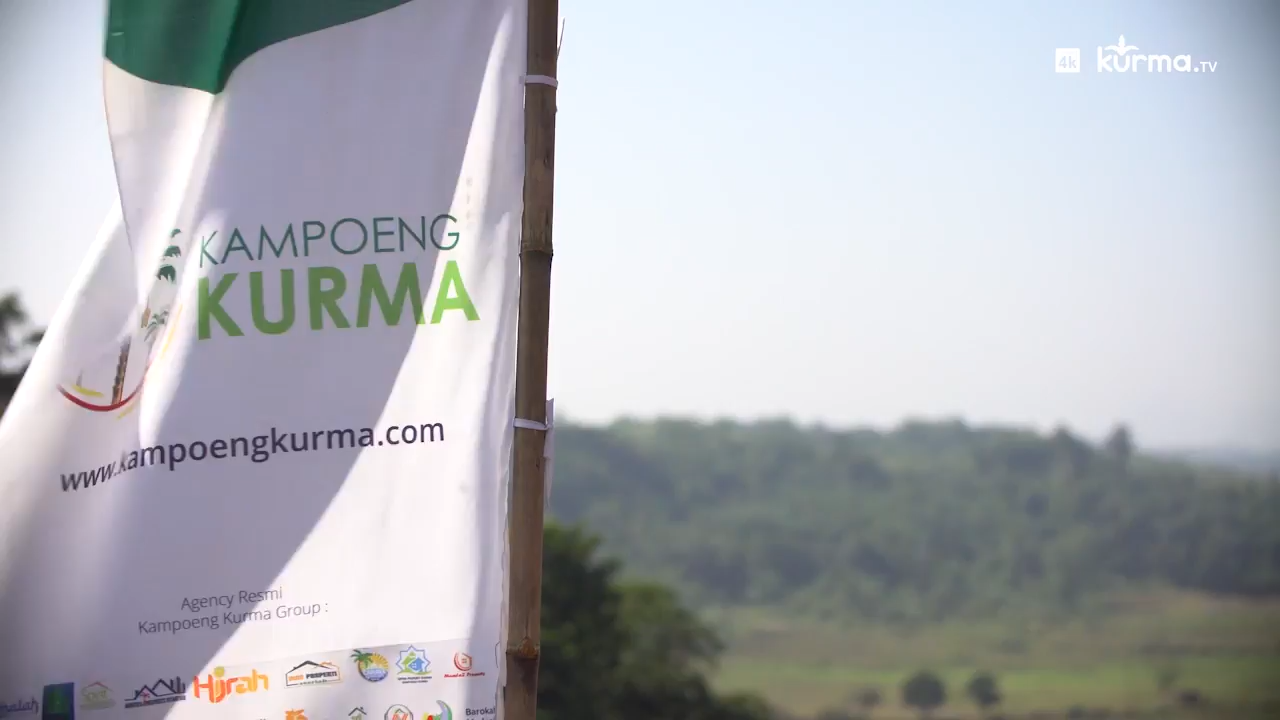 4k kurma.TV
KAMPOENG
KURMA
www.kampoengkurma.com
Agency Resmi
Kampoeng Kurma Group :
Hijrah